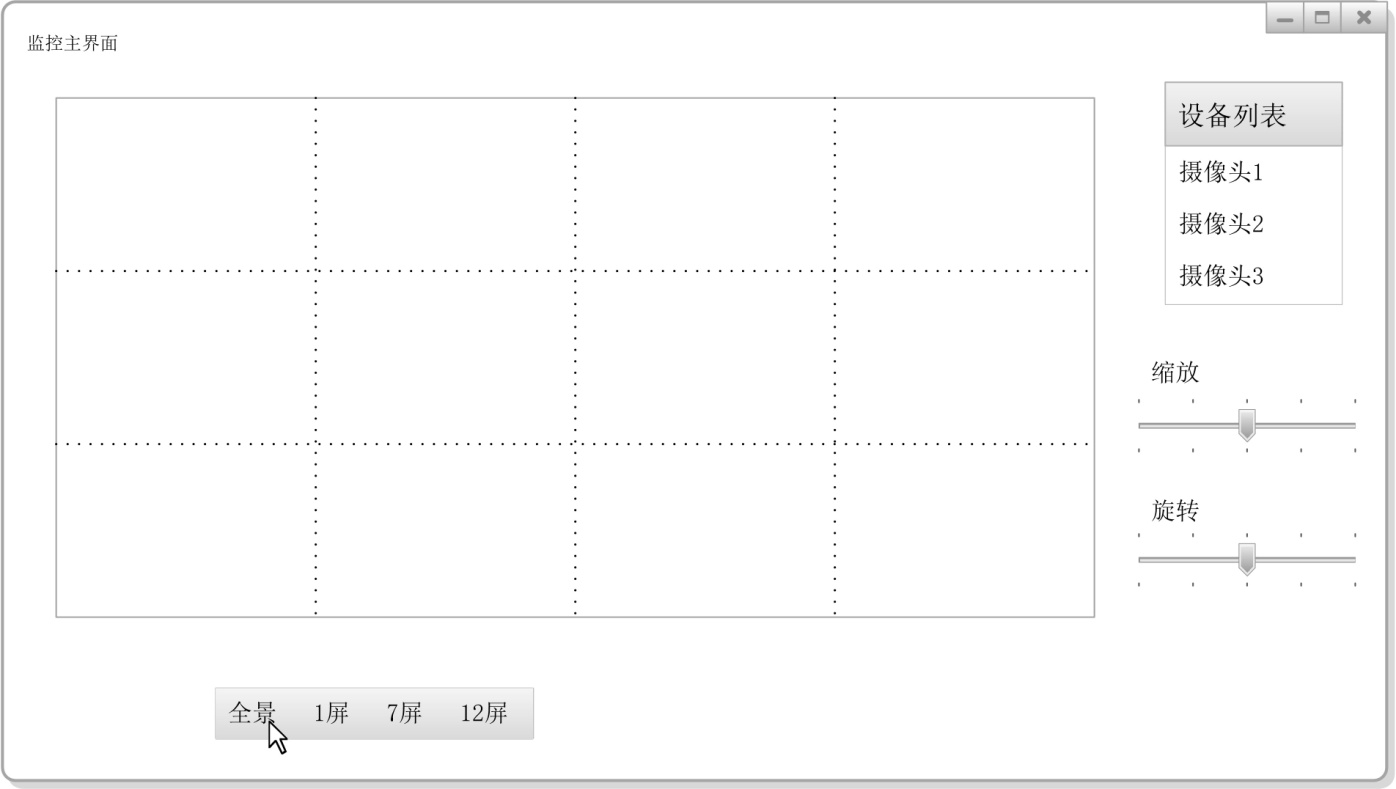 监控主界面
设备列表
摄像头1
摄像头2
摄像头3
缩放
旋转
全景 1屏 7屏 12屏